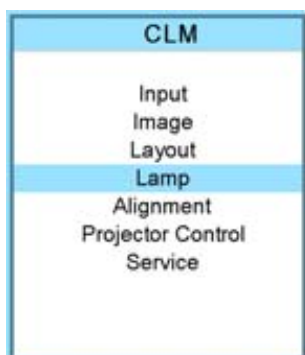 CLM
Input
Image
Layout
Lamp
Alignment
Projector Control
Service